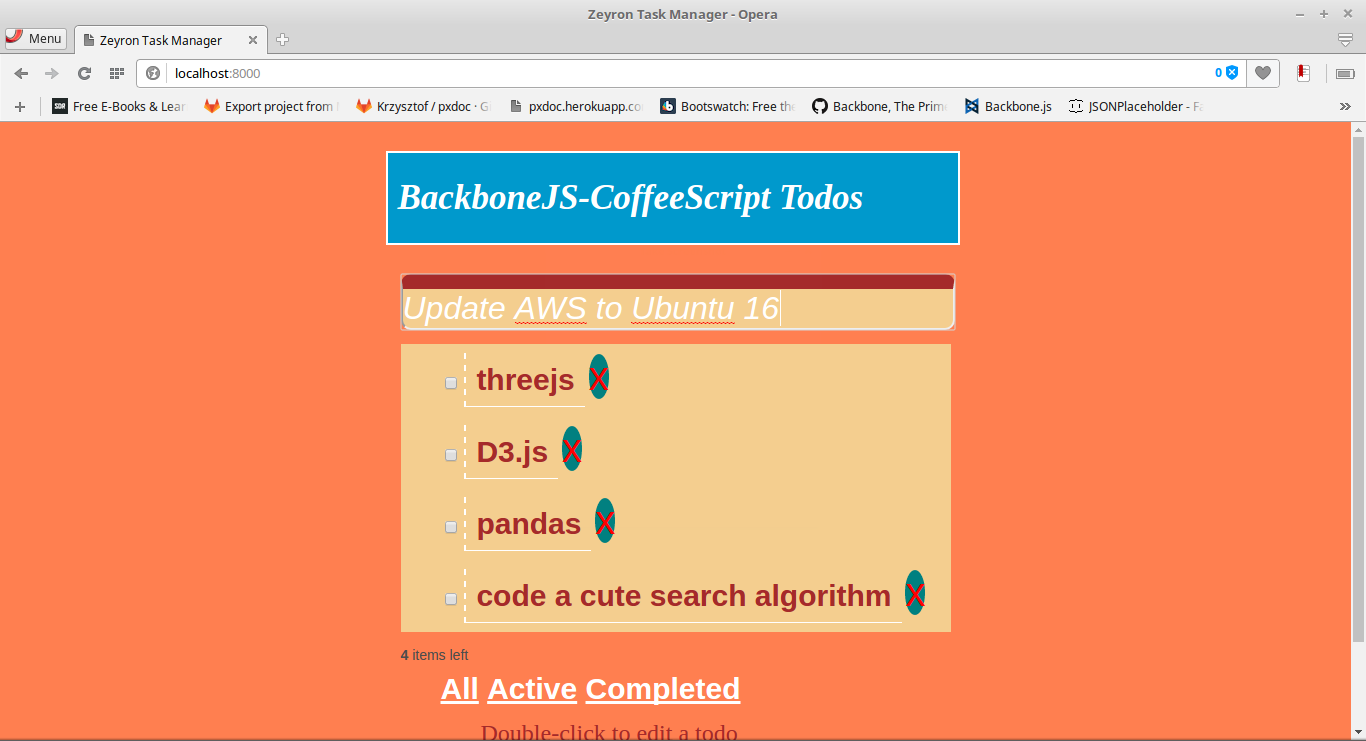 Zeyron Task Manager - Opera
Menu
Zeyron Task Manager
localhost:8000
0
Free E-Books & Lear
Export project from
Krzysztof / pxdoc · G
pxdoc.herokuapp.co
Bootswatch: Free the
Backbone, The Prim
Backbone.js
JSONPlaceholder - Fa
BackboneJS-CoffeeScript Todos
Update AWS to Ubuntu 16
threejs X
D3.js X
pandas X
code a cute search algorithm X
4 items left
All Active Completed
Double-click to edit a todo